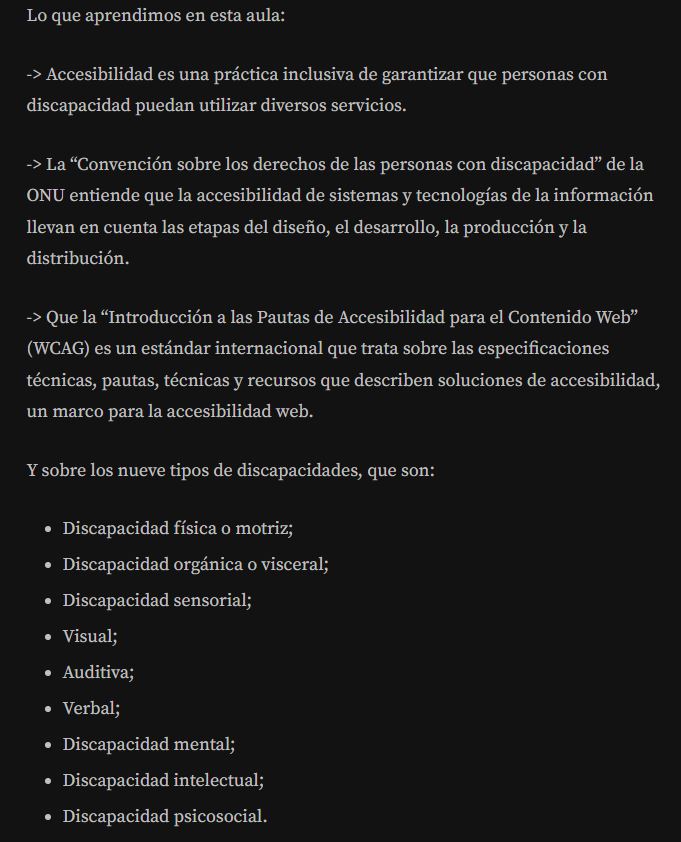 Lo que aprendimos en esta aula:
-> Accesibilidad es una práctica inclusiva de garantizar que personas con
discapacidad puedan utilizar diversos servicios.
-> La “Convención sobre los derechos de las personas con discapacidad” de la
ONU entiende que la accesibilidad de sistemas y tecnologías de la información
llevan en cuenta las etapas del diseño, el desarrollo, la producción y la
distribución.
-> Que la “Introducción a las Pautas de Accesibilidad para el Contenido Web”
(WCAG) es un estándar internacional que trata sobre las especificaciones
técnicas, pautas, técnicas y recursos que describen soluciones de accesibilidad,
un marco para la accesibilidad web.
Y sobre los nueve tipos de discapacidades, que son:
• Discapacidad física o motriz;
• Discapacidad orgánica o visceral;
• Discapacidad sensorial;
• Visual;
• Auditiva;
• Verbal;
• Discapacidad mental;
• Discapacidad intelectual;
• Discapacidad psicosocial.